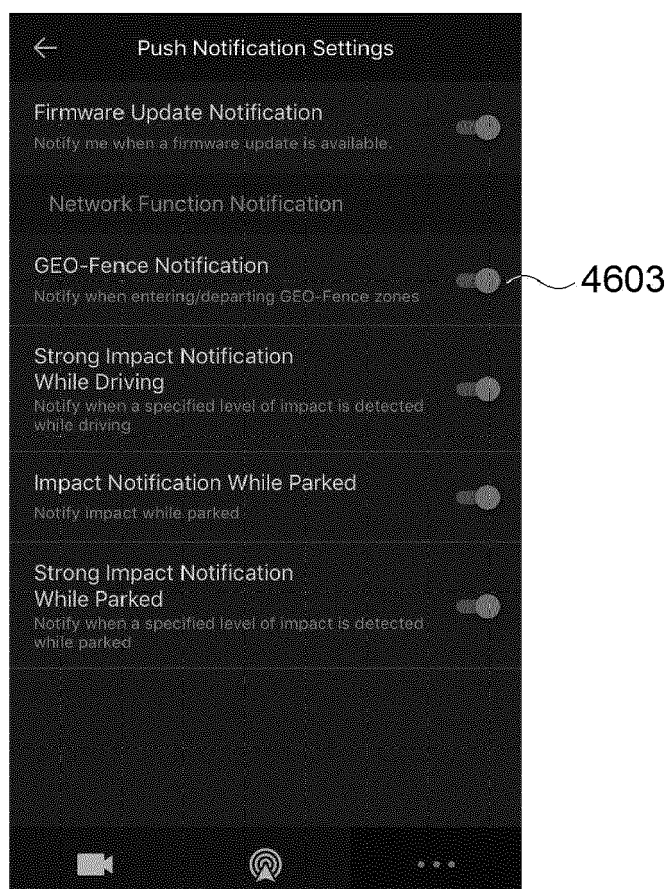 Push Notification Settings
Firmware Update Notification
Notify me when a firmware update is available.
Network Function Notification
GEO-Fence Notification
Notify when entering/departing GEO-Fence zones
4603
Strong Impact Notification
While Driving
Notify when a specified level of impact is detected
while driving
Impact Notification While Parked
Notify impact while parked
Strong Impact Notification
While Parked
Notify when a specified level of impact is detected
while parked